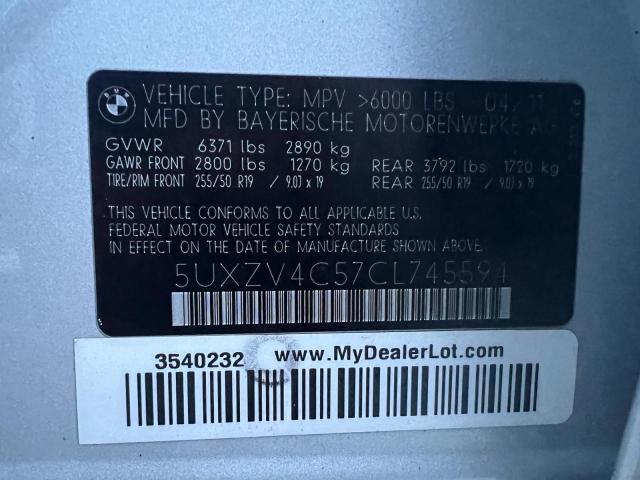 BMW
VEHICLE TYPE: MPV >6000 LBS 04/11
MFD BY BAYERISCHE MOTORENWERKE AG
GVWR 6371 lbs 2890 kg
GAWR FRONT 2800 lbs 1270 kg REAR 3792 lbs 1720 kg
TIRE/RIM FRONT 255/50 R19 / 9.0J x 19 REAR 255/50 R19 / 9.0J x 19
THIS VEHICLE CONFORMS TO ALL APPLICABLE U.S.
FEDERAL MOTOR VEHICLE SAFETY STANDARDS
IN EFFECT ON THE DATE OF MANUFACTURE SHOWN ABOVE.
5UXZV4C57CL745594
3540232 www.MyDealerLot.com